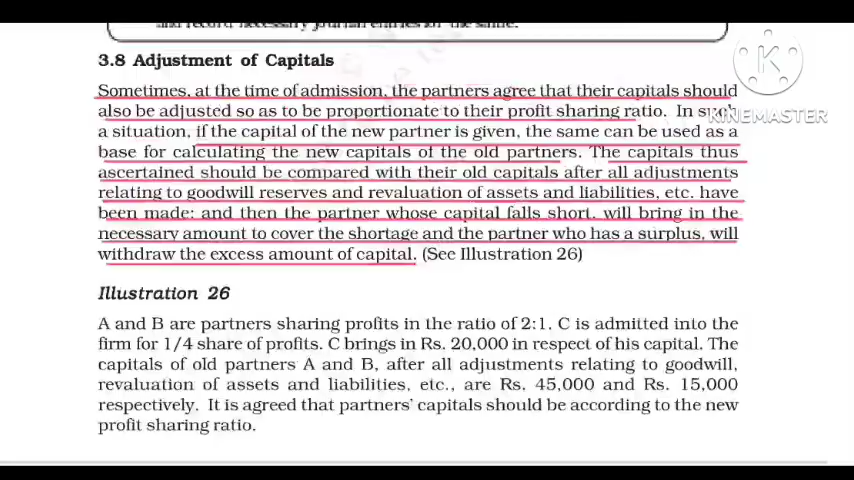 and record necessary journal entries for the same.
3.8 Adjustment of Capitals
Sometimes, at the time of admission, the partners agree that their capitals should
also be adjusted so as to be proportionate to their profit sharing ratio. In such
a situation, if the capital of the new partner is given, the same can be used as a
base for calculating the new capitals of the old partners. The capitals thus
ascertained should be compared with their old capitals after all adjustments
relating to goodwill reserves and revaluation of assets and liabilities, etc. have
been made; and then the partner whose capital falls short, will bring in the
necessary amount to cover the shortage and the partner who has a surplus, will
withdraw the excess amount of capital. (See Illustration 26)
Illustration 26
A and B are partners sharing profits in the ratio of 2:1. C is admitted into the
firm for 1/4 share of profits. C brings in Rs. 20,000 in respect of his capital. The
capitals of old partners A and B, after all adjustments relating to goodwill,
revaluation of assets and liabilities, etc., are Rs. 45,000 and Rs. 15,000
respectively. It is agreed that partners' capitals should be according to the new
profit sharing ratio.
KINEMASTER